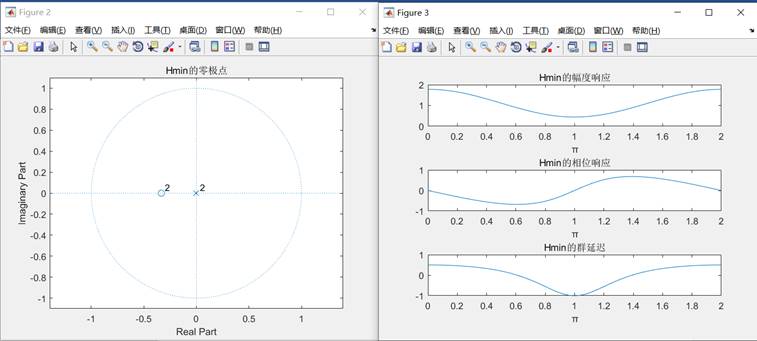 Figure 2
文件(F) 编辑(E) 查看(V) 插入(I) 工具(T) 桌面(D) 窗口(W) 帮助(H)
Hmin的零极点
1
0.8
0.6
0.4
0.2
0
-0.2
-0.4
-0.6
-0.8
-1
Imaginary Part
2 2
-1 -0.5 0 0.5 1
Real Part
Figure 3
文件(F) 编辑(E) 查看(V) 插入(I) 工具(T) 桌面(D) 窗口(W) 帮助(H)
Hmin的幅度响应
2
1
0
0 0.2 0.4 0.6 0.8 1 1.2 1.4 1.6 1.8 2
π
Hmin的相位响应
1
0
-1
0 0.2 0.4 0.6 0.8 1 1.2 1.4 1.6 1.8 2
π
Hmin的群延迟
1
0
-1
0 0.2 0.4 0.6 0.8 1 1.2 1.4 1.6 1.8 2
π